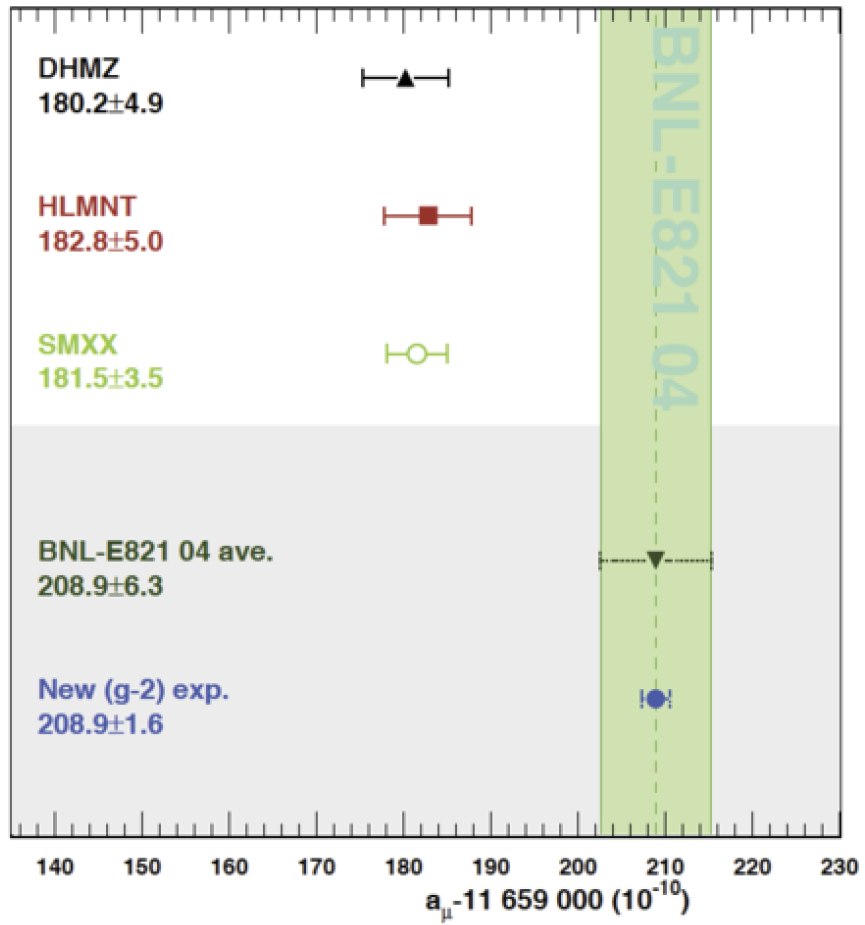 DHMZ
180.2±4.9
HLMNT
182.8±5.0
SMXX
181.5±3.5
BNL-E821 04
BNL-E821 04 ave.
208.9±6.3
New (g-2) exp.
208.9±1.6
140 150 160 170 180 190 200 210 220 230
aμ-11 659 000 (10⁻¹⁰)